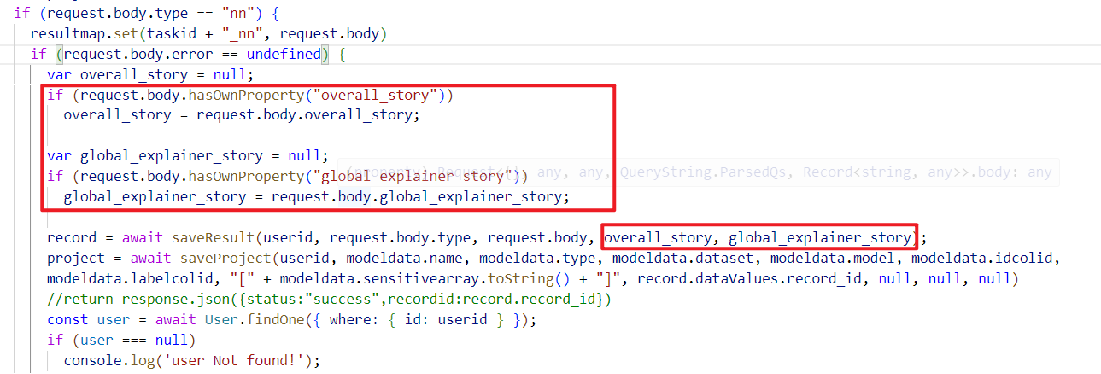 if (request.body.type == "nn") {
resultmap.set(taskid + "_nn", request.body)
if (request.body.error == undefined) {
var overall_story = null;
if (request.body.hasOwnProperty("overall_story"))
overall_story = request.body.overall_story;
var global_explainer_story = null;
(property) Request<{}, any, any, QueryString.ParsedQs, Record<string, any>>.body: any
if (request.body.hasOwnProperty("global_explainer_story"))
global_explainer_story = request.body.global_explainer_story;
record = await saveResult(userid, request.body.type, request.body, overall_story, global_explainer_story);
project = await saveProject(userid, modeldata.name, modeldata.type, modeldata.dataset, modeldata.model, modeldata.idcolid,
modeldata.labelcolid, "[" + modeldata.sensitivearray.toString() + "]", record.dataValues.record_id, null, null, null)
//return response.json({status:"success",recordid:record.record_id})
const user = await User.findOne({ where: { id: userid } });
if (user === null)
console.log('user Not found!');